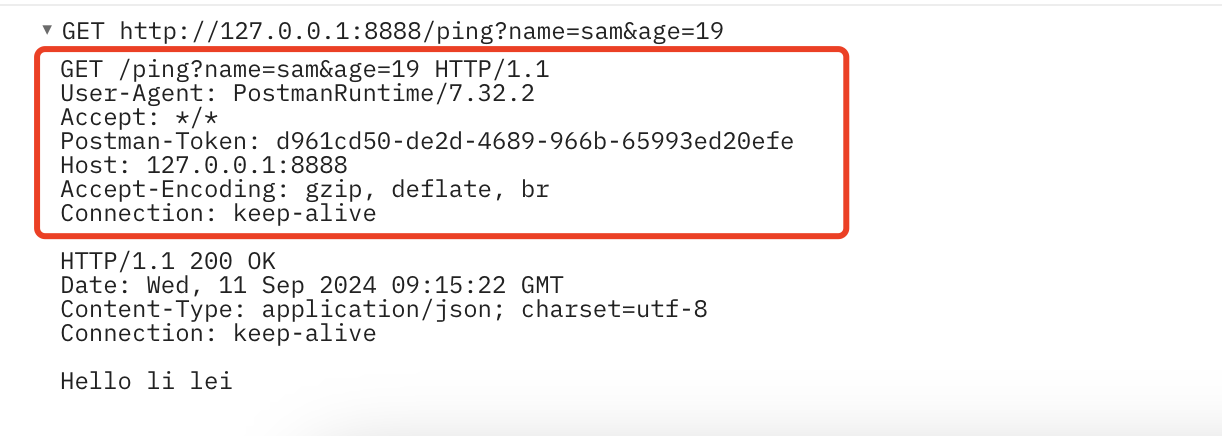 GET http://127.0.0.1:8888/ping?name=sam&age=19
GET /ping?name=sam&age=19 HTTP/1.1
User-Agent: PostmanRuntime/7.32.2
Accept: */*
Postman-Token: d961cd50-de2d-4689-966b-65993ed20efe
Host: 127.0.0.1:8888
Accept-Encoding: gzip, deflate, br
Connection: keep-alive
HTTP/1.1 200 OK
Date: Wed, 11 Sep 2024 09:15:22 GMT
Content-Type: application/json; charset=utf-8
Connection: keep-alive
Hello li lei